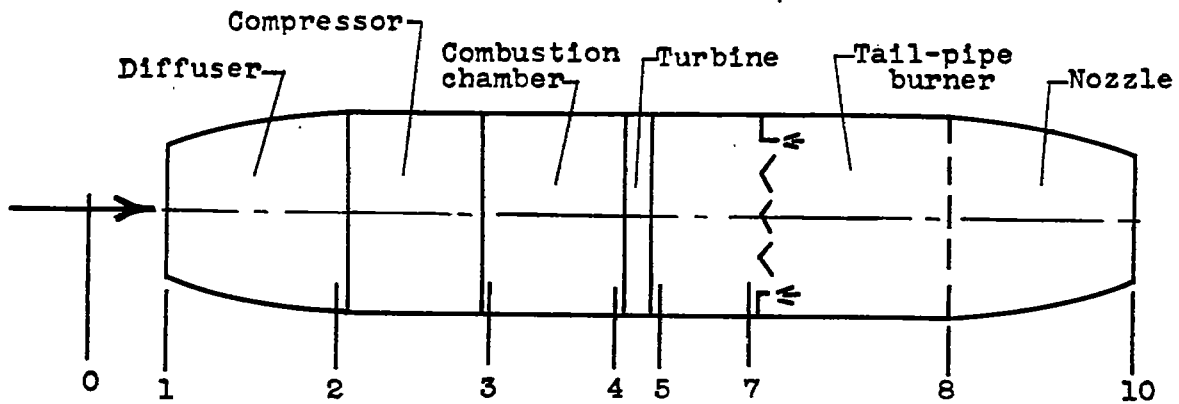 Compressor
Diffuser
Combustion
chamber
Turbine
Tail-pipe
burner
Nozzle
0 1 2 3 4 5 7 8 10